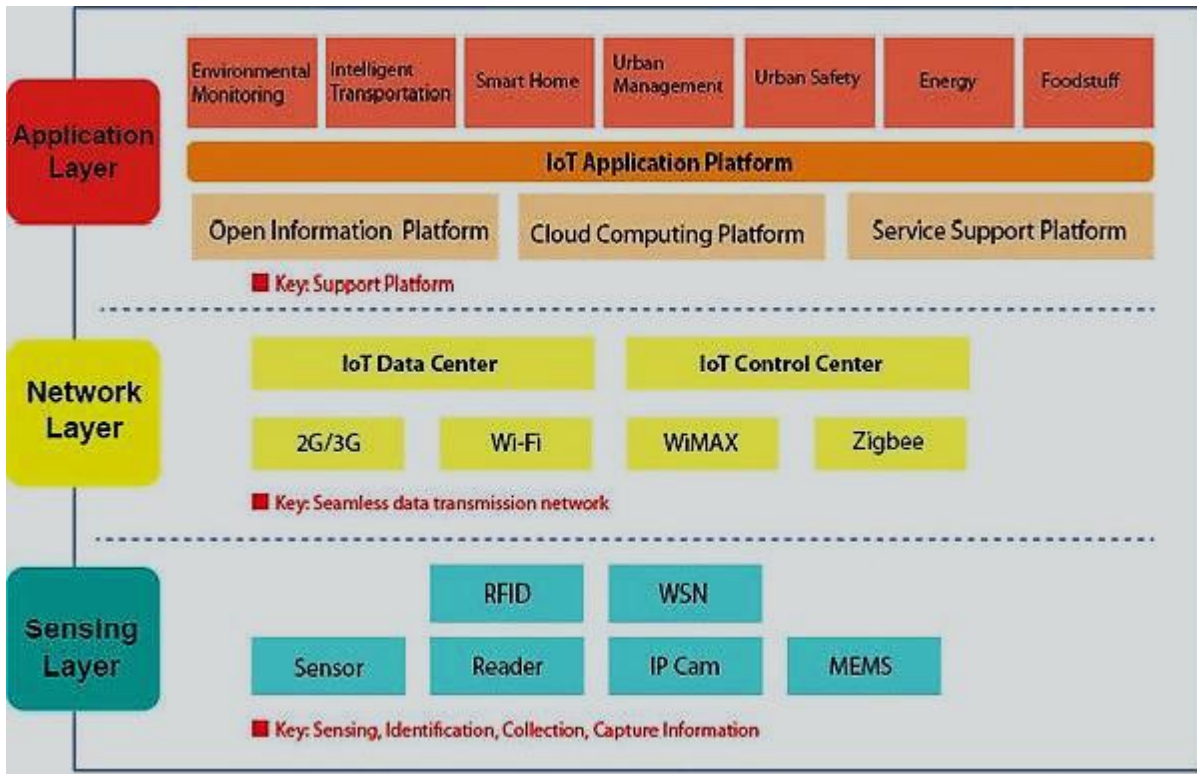 Application
Layer
Environmental
Monitoring
Intelligent
Transportation
Smart Home
Urban
Management
Urban Safety
Energy
Foodstuff
IoT Application Platform
Open Information Platform
Cloud Computing Platform
Service Support Platform
Key: Support Platform
Network
Layer
IoT Data Center
IoT Control Center
2G/3G
Wi-Fi
WiMAX
Zigbee
Key: Seamless data transmission network
Sensing
Layer
RFID
WSN
Sensor
Reader
IP Cam
MEMS
Key: Sensing, Identification, Collection, Capture Information